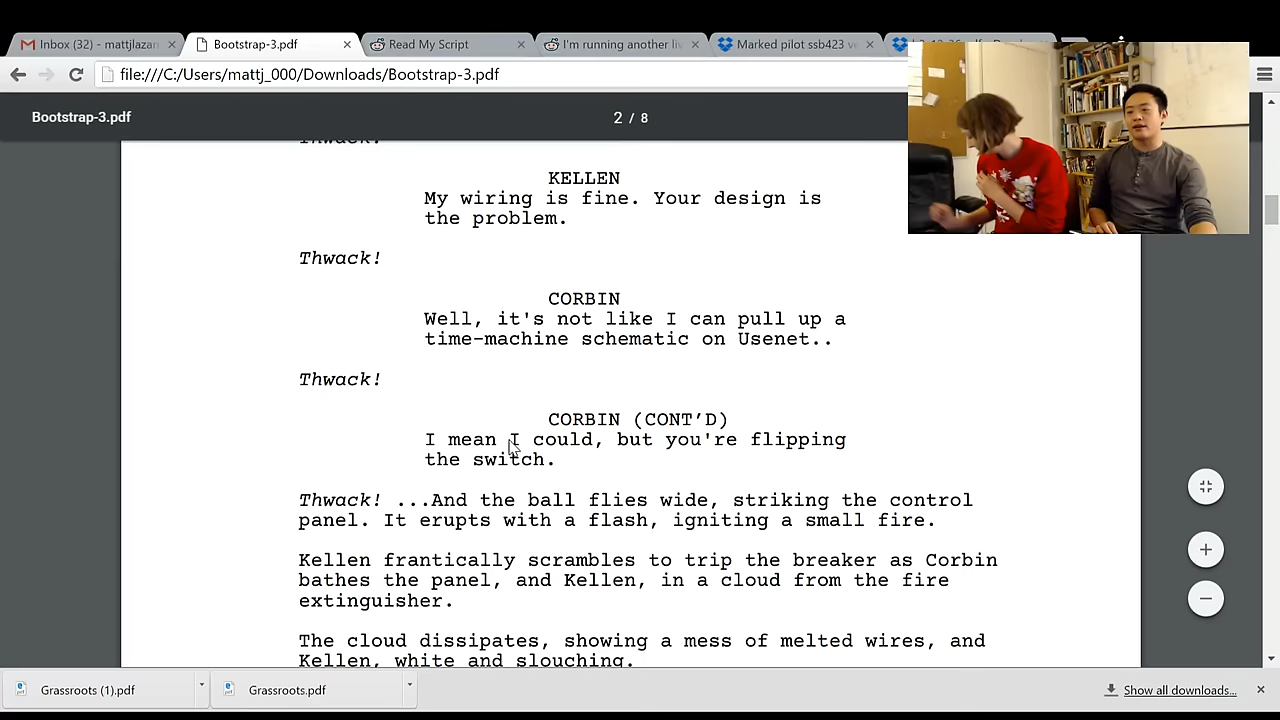 Inbox (32) - mattjlazar
Bootstrap-3.pdf
Read My Script
I'm running another liv
Marked pilot ssb423 ve
file:///C:/Users/mattj_000/Downloads/Bootstrap-3.pdf
Bootstrap-3.pdf
2 / 8
Thwack!
KELLEN
My wiring is fine. Your design is
the problem.
Thwack!
CORBIN
Well, it's not like I can pull up a
time-machine schematic on Usenet..
Thwack!
CORBIN (CONT'D)
I mean I could, but you're flipping
the switch.
Thwack! ...And the ball flies wide, striking the control
panel. It erupts with a flash, igniting a small fire.
Kellen frantically scrambles to trip the breaker as Corbin
bathes the panel, and Kellen, in a cloud from the fire
extinguisher.
The cloud dissipates, showing a mess of melted wires, and
Kellen, white and slouching.
Grassroots (1).pdf
Grassroots.pdf
Show all downloads...